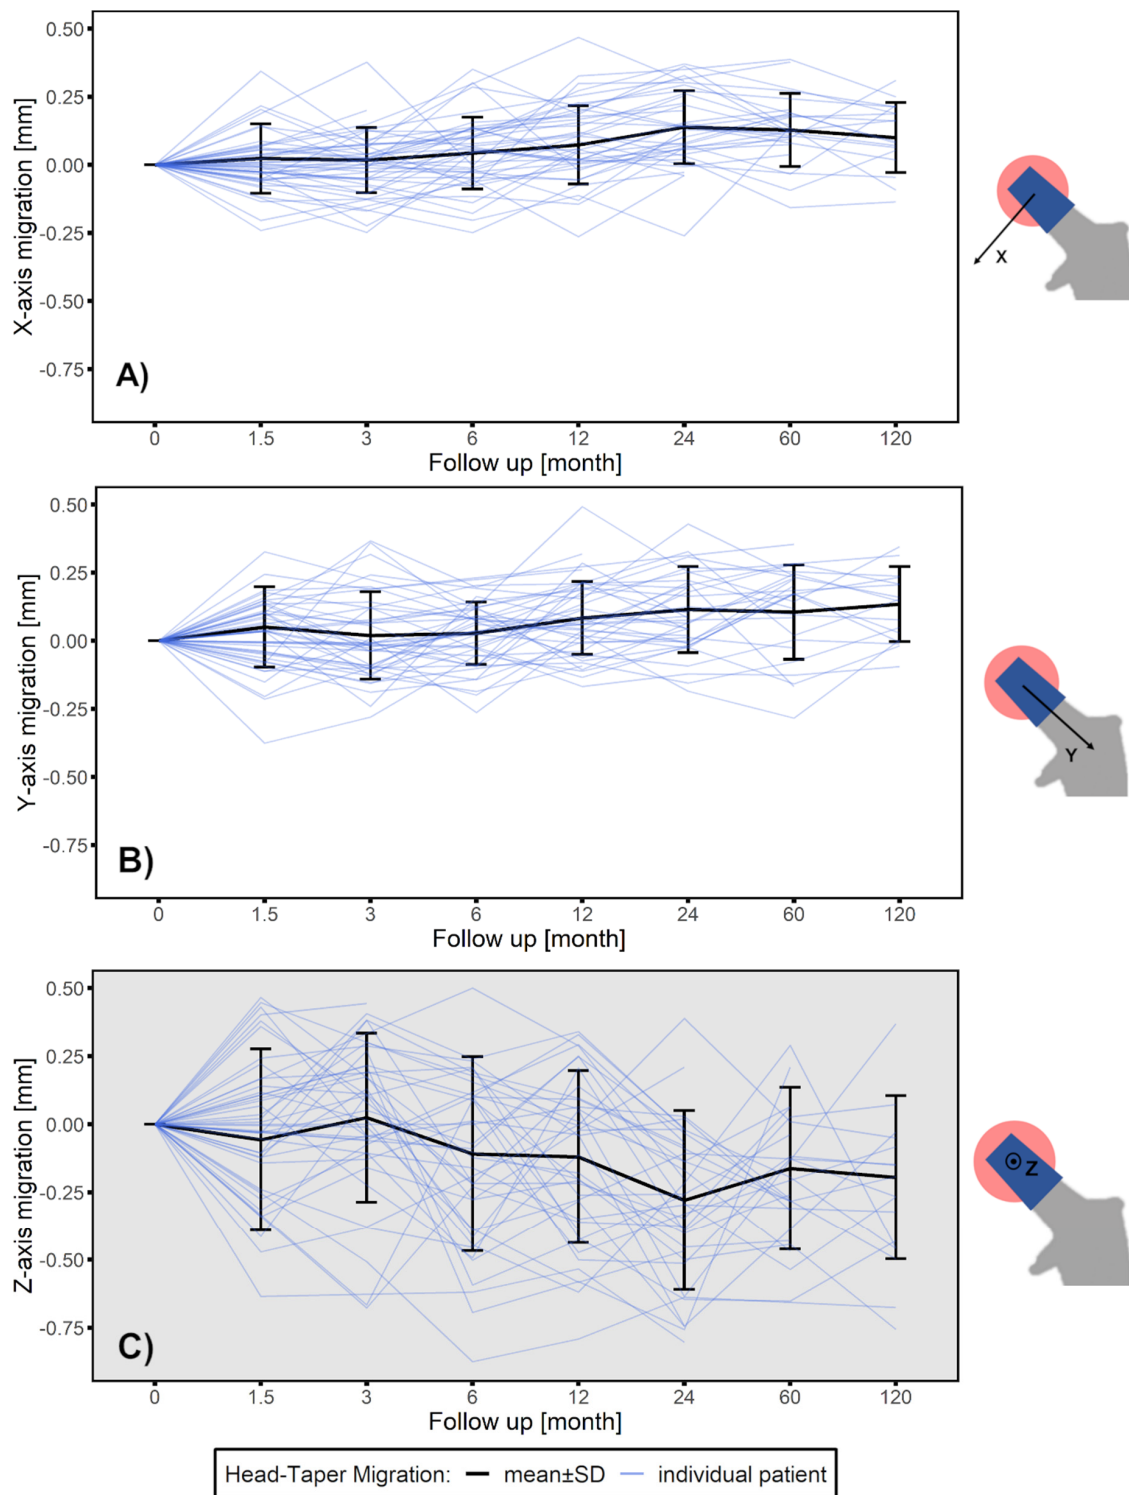 0.50
0.25
0.00
-0.25
-0.50
-0.75
X-axis migration [mm]
A)
X
0 1.5 3 6 12 24 60 120
Follow up [month]
0.50
0.25
0.00
-0.25
-0.50
-0.75
Y-axis migration [mm]
B)
Y
0 1.5 3 6 12 24 60 120
Follow up [month]
0.50
0.25
0.00
-0.25
-0.50
-0.75
Z-axis migration [mm]
C)
Z
0 1.5 3 6 12 24 60 120
Follow up [month]
Head-Taper Migration: mean±SD individual patient